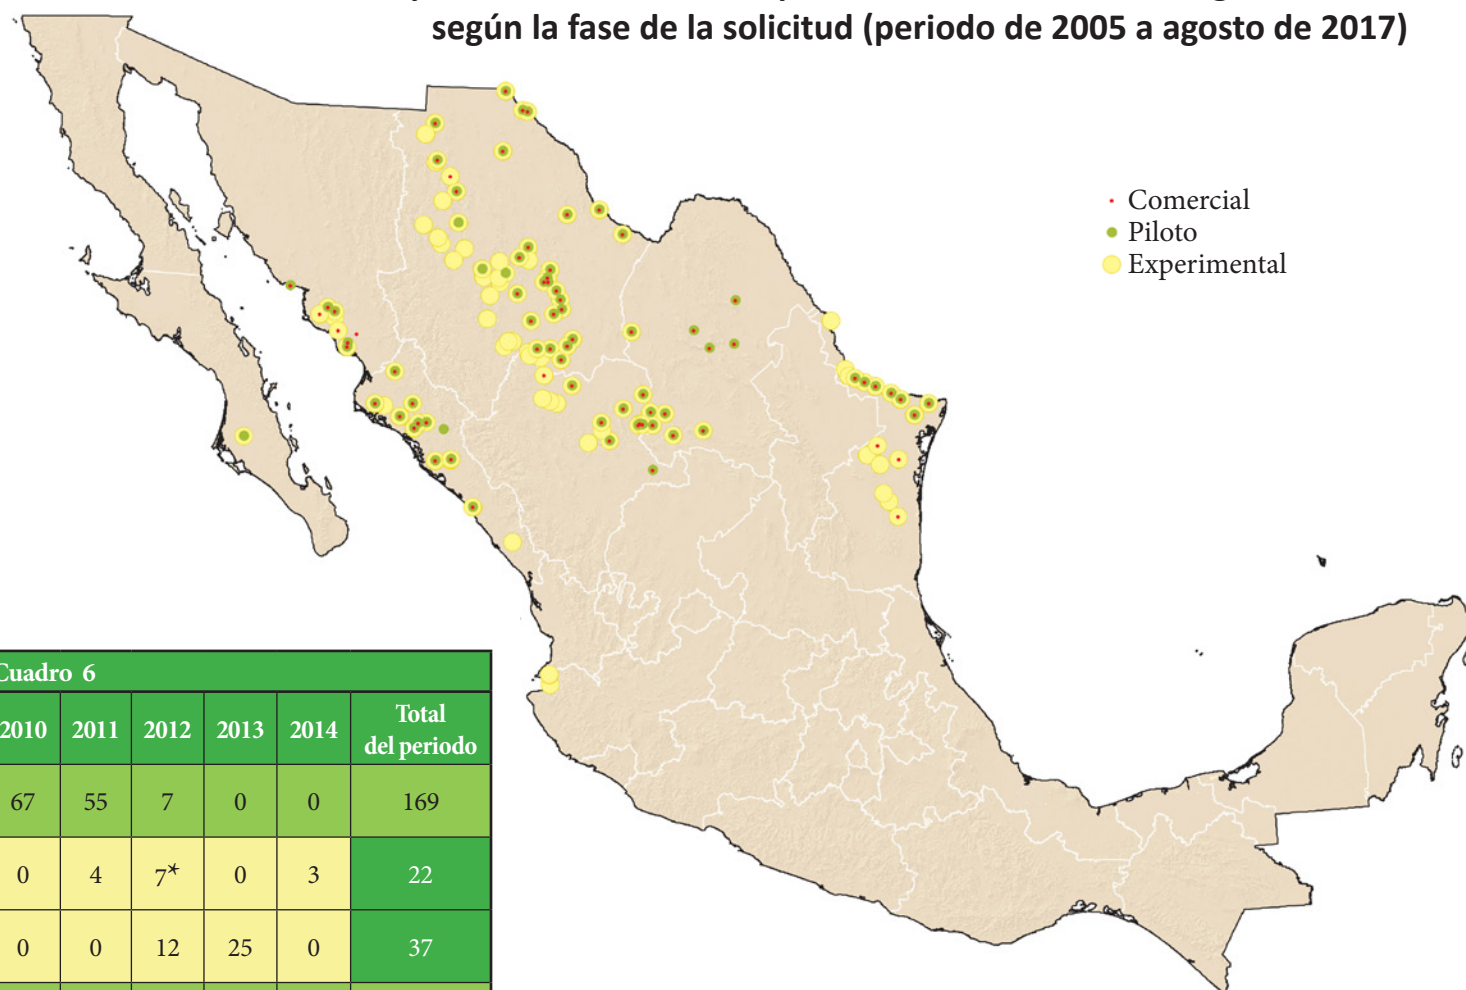 según la fase de la solicitud (periodo de 2005 a agosto de 2017)
Comercial
Piloto
Experimental
Cuadro 6
2010 2011 2012 2013 2014 Total del periodo
67 55 7 0 0 169
0 4 7* 0 3 22
0 0 12 25 0 37